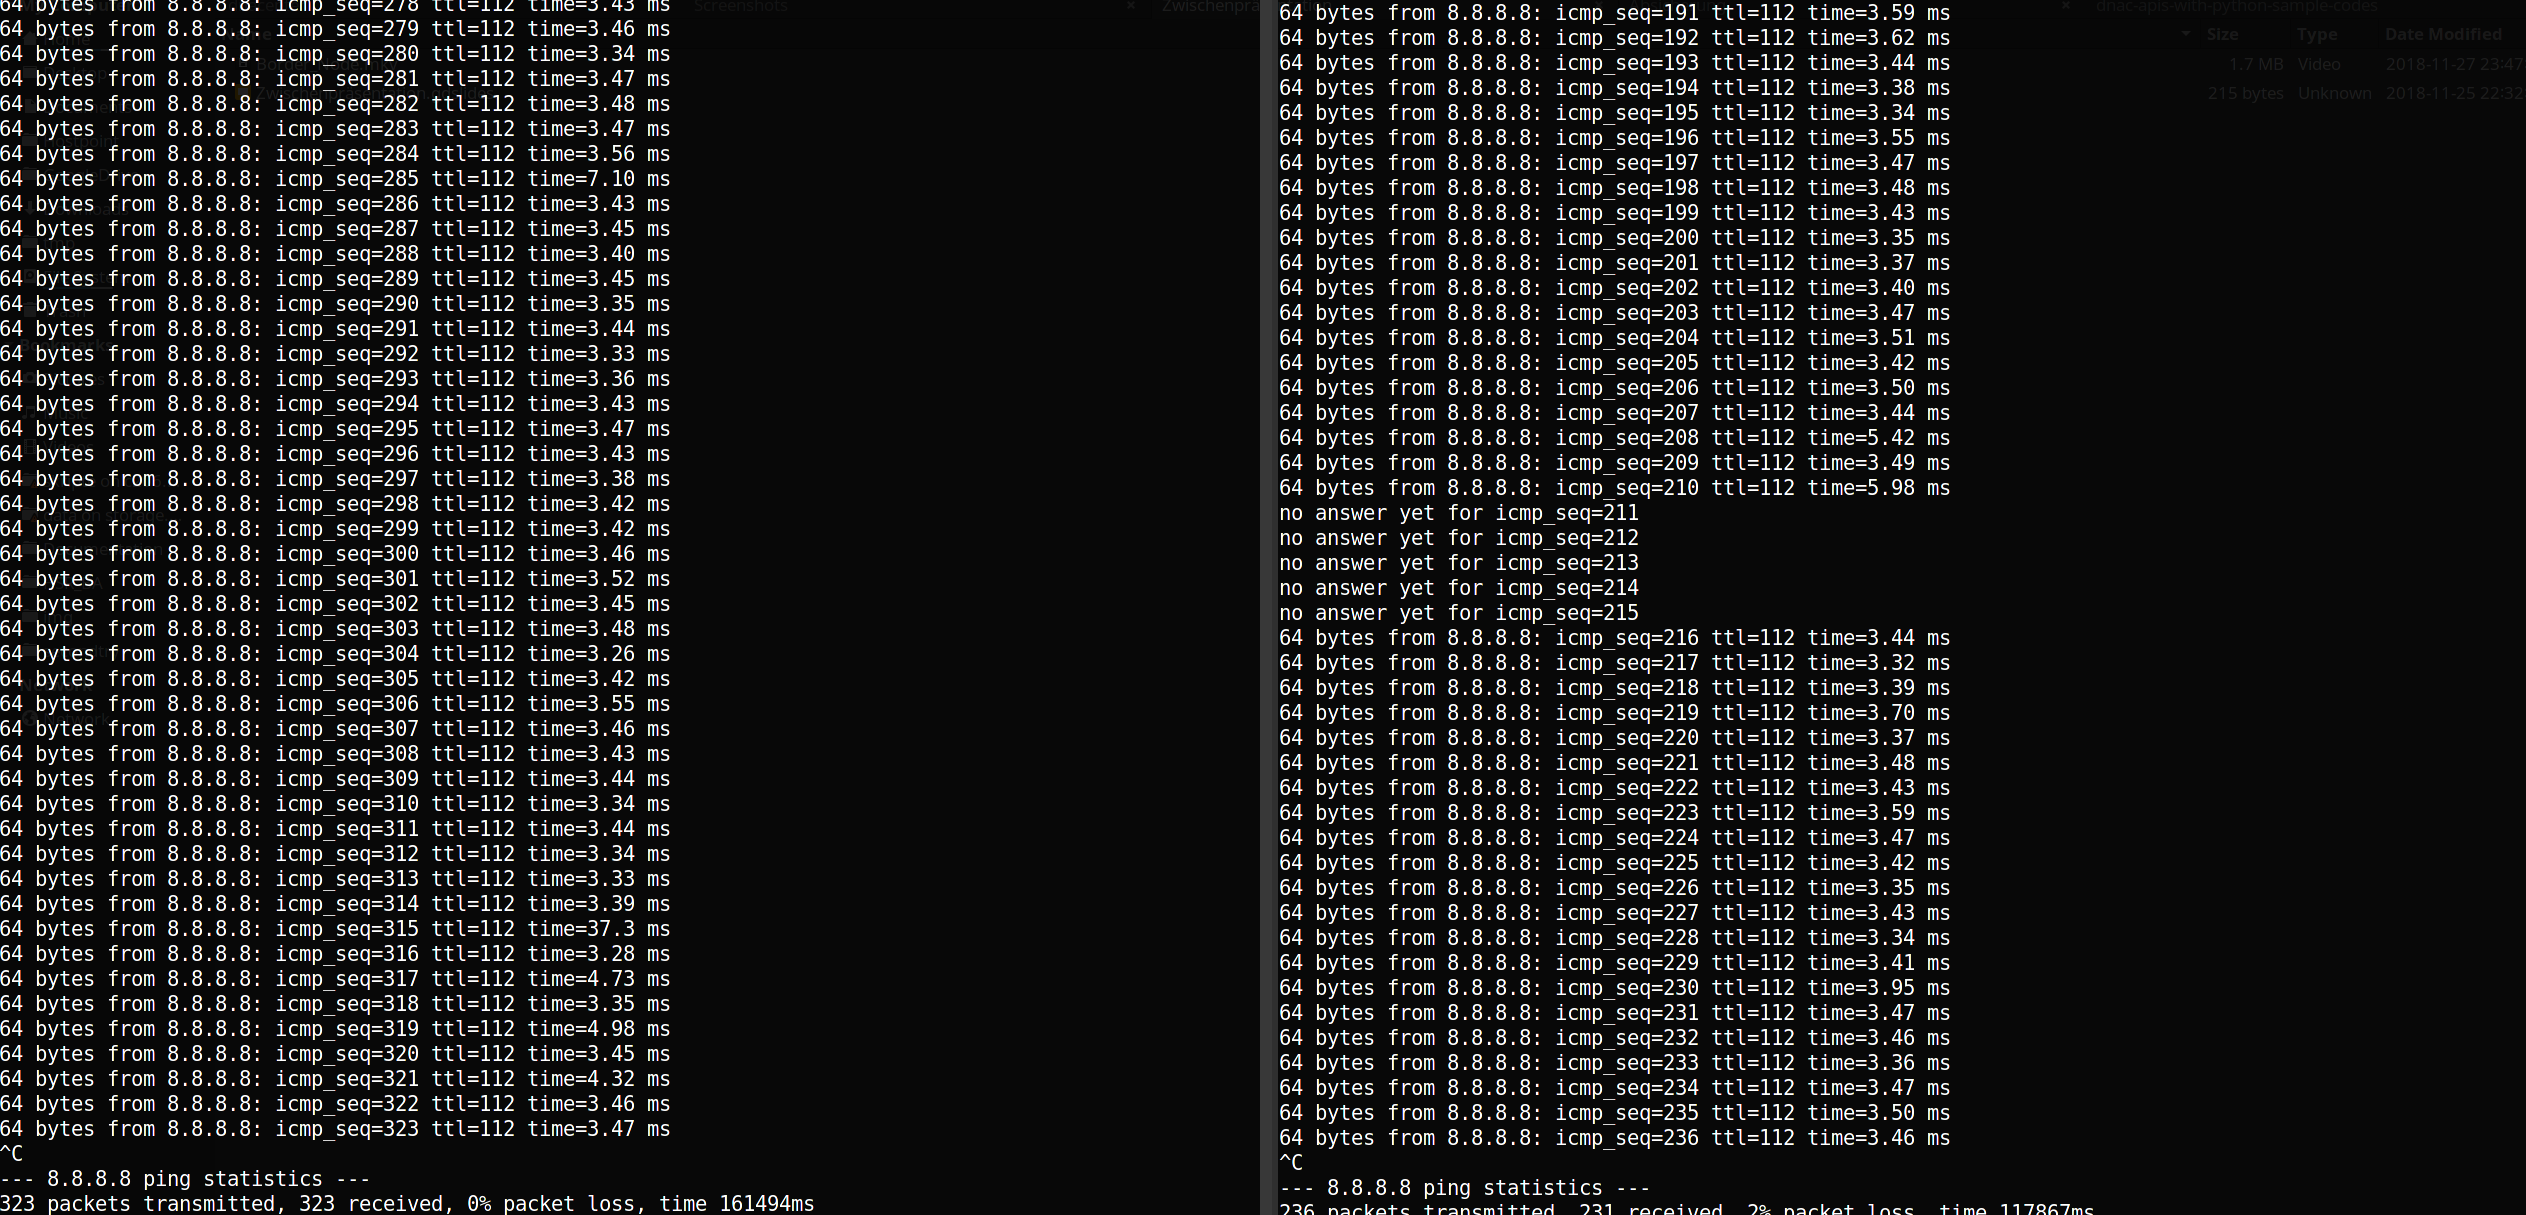 64 bytes from 8.8.8.8: icmp_seq=278 ttl=112 time=3.43 ms
64 bytes from 8.8.8.8: icmp_seq=279 ttl=112 time=3.46 ms
64 bytes from 8.8.8.8: icmp_seq=280 ttl=112 time=3.34 ms
64 bytes from 8.8.8.8: icmp_seq=281 ttl=112 time=3.47 ms
64 bytes from 8.8.8.8: icmp_seq=282 ttl=112 time=3.48 ms
64 bytes from 8.8.8.8: icmp_seq=283 ttl=112 time=3.47 ms
64 bytes from 8.8.8.8: icmp_seq=284 ttl=112 time=3.56 ms
64 bytes from 8.8.8.8: icmp_seq=285 ttl=112 time=7.10 ms
64 bytes from 8.8.8.8: icmp_seq=286 ttl=112 time=3.43 ms
64 bytes from 8.8.8.8: icmp_seq=287 ttl=112 time=3.45 ms
64 bytes from 8.8.8.8: icmp_seq=288 ttl=112 time=3.40 ms
64 bytes from 8.8.8.8: icmp_seq=289 ttl=112 time=3.45 ms
64 bytes from 8.8.8.8: icmp_seq=290 ttl=112 time=3.35 ms
64 bytes from 8.8.8.8: icmp_seq=291 ttl=112 time=3.44 ms
64 bytes from 8.8.8.8: icmp_seq=292 ttl=112 time=3.33 ms
64 bytes from 8.8.8.8: icmp_seq=293 ttl=112 time=3.36 ms
64 bytes from 8.8.8.8: icmp_seq=294 ttl=112 time=3.43 ms
64 bytes from 8.8.8.8: icmp_seq=295 ttl=112 time=3.47 ms
64 bytes from 8.8.8.8: icmp_seq=296 ttl=112 time=3.43 ms
64 bytes from 8.8.8.8: icmp_seq=297 ttl=112 time=3.38 ms
64 bytes from 8.8.8.8: icmp_seq=298 ttl=112 time=3.42 ms
64 bytes from 8.8.8.8: icmp_seq=299 ttl=112 time=3.42 ms
64 bytes from 8.8.8.8: icmp_seq=300 ttl=112 time=3.46 ms
64 bytes from 8.8.8.8: icmp_seq=301 ttl=112 time=3.52 ms
64 bytes from 8.8.8.8: icmp_seq=302 ttl=112 time=3.45 ms
64 bytes from 8.8.8.8: icmp_seq=303 ttl=112 time=3.48 ms
64 bytes from 8.8.8.8: icmp_seq=304 ttl=112 time=3.26 ms
64 bytes from 8.8.8.8: icmp_seq=305 ttl=112 time=3.42 ms
64 bytes from 8.8.8.8: icmp_seq=306 ttl=112 time=3.55 ms
64 bytes from 8.8.8.8: icmp_seq=307 ttl=112 time=3.46 ms
64 bytes from 8.8.8.8: icmp_seq=308 ttl=112 time=3.43 ms
64 bytes from 8.8.8.8: icmp_seq=309 ttl=112 time=3.44 ms
64 bytes from 8.8.8.8: icmp_seq=310 ttl=112 time=3.34 ms
64 bytes from 8.8.8.8: icmp_seq=311 ttl=112 time=3.44 ms
64 bytes from 8.8.8.8: icmp_seq=312 ttl=112 time=3.34 ms
64 bytes from 8.8.8.8: icmp_seq=313 ttl=112 time=3.33 ms
64 bytes from 8.8.8.8: icmp_seq=314 ttl=112 time=3.39 ms
64 bytes from 8.8.8.8: icmp_seq=315 ttl=112 time=37.3 ms
64 bytes from 8.8.8.8: icmp_seq=316 ttl=112 time=3.28 ms
64 bytes from 8.8.8.8: icmp_seq=317 ttl=112 time=4.73 ms
64 bytes from 8.8.8.8: icmp_seq=318 ttl=112 time=3.35 ms
64 bytes from 8.8.8.8: icmp_seq=319 ttl=112 time=4.98 ms
64 bytes from 8.8.8.8: icmp_seq=320 ttl=112 time=3.45 ms
64 bytes from 8.8.8.8: icmp_seq=321 ttl=112 time=4.32 ms
64 bytes from 8.8.8.8: icmp_seq=322 ttl=112 time=3.46 ms
64 bytes from 8.8.8.8: icmp_seq=323 ttl=112 time=3.47 ms
^C
--- 8.8.8.8 ping statistics ---
323 packets transmitted, 323 received, 0% packet loss, time 161494ms
64 bytes from 8.8.8.8: icmp_seq=191 ttl=112 time=3.59 ms
64 bytes from 8.8.8.8: icmp_seq=192 ttl=112 time=3.62 ms
64 bytes from 8.8.8.8: icmp_seq=193 ttl=112 time=3.44 ms
64 bytes from 8.8.8.8: icmp_seq=194 ttl=112 time=3.38 ms
64 bytes from 8.8.8.8: icmp_seq=195 ttl=112 time=3.34 ms
64 bytes from 8.8.8.8: icmp_seq=196 ttl=112 time=3.55 ms
64 bytes from 8.8.8.8: icmp_seq=197 ttl=112 time=3.47 ms
64 bytes from 8.8.8.8: icmp_seq=198 ttl=112 time=3.48 ms
64 bytes from 8.8.8.8: icmp_seq=199 ttl=112 time=3.43 ms
64 bytes from 8.8.8.8: icmp_seq=200 ttl=112 time=3.35 ms
64 bytes from 8.8.8.8: icmp_seq=201 ttl=112 time=3.37 ms
64 bytes from 8.8.8.8: icmp_seq=202 ttl=112 time=3.40 ms
64 bytes from 8.8.8.8: icmp_seq=203 ttl=112 time=3.47 ms
64 bytes from 8.8.8.8: icmp_seq=204 ttl=112 time=3.51 ms
64 bytes from 8.8.8.8: icmp_seq=205 ttl=112 time=3.42 ms
64 bytes from 8.8.8.8: icmp_seq=206 ttl=112 time=3.50 ms
64 bytes from 8.8.8.8: icmp_seq=207 ttl=112 time=3.44 ms
64 bytes from 8.8.8.8: icmp_seq=208 ttl=112 time=5.42 ms
64 bytes from 8.8.8.8: icmp_seq=209 ttl=112 time=3.49 ms
64 bytes from 8.8.8.8: icmp_seq=210 ttl=112 time=5.98 ms
no answer yet for icmp_seq=211
no answer yet for icmp_seq=212
no answer yet for icmp_seq=213
no answer yet for icmp_seq=214
no answer yet for icmp_seq=215
64 bytes from 8.8.8.8: icmp_seq=216 ttl=112 time=3.44 ms
64 bytes from 8.8.8.8: icmp_seq=217 ttl=112 time=3.32 ms
64 bytes from 8.8.8.8: icmp_seq=218 ttl=112 time=3.39 ms
64 bytes from 8.8.8.8: icmp_seq=219 ttl=112 time=3.70 ms
64 bytes from 8.8.8.8: icmp_seq=220 ttl=112 time=3.37 ms
64 bytes from 8.8.8.8: icmp_seq=221 ttl=112 time=3.48 ms
64 bytes from 8.8.8.8: icmp_seq=222 ttl=112 time=3.43 ms
64 bytes from 8.8.8.8: icmp_seq=223 ttl=112 time=3.59 ms
64 bytes from 8.8.8.8: icmp_seq=224 ttl=112 time=3.47 ms
64 bytes from 8.8.8.8: icmp_seq=225 ttl=112 time=3.42 ms
64 bytes from 8.8.8.8: icmp_seq=226 ttl=112 time=3.35 ms
64 bytes from 8.8.8.8: icmp_seq=227 ttl=112 time=3.43 ms
64 bytes from 8.8.8.8: icmp_seq=228 ttl=112 time=3.34 ms
64 bytes from 8.8.8.8: icmp_seq=229 ttl=112 time=3.41 ms
64 bytes from 8.8.8.8: icmp_seq=230 ttl=112 time=3.95 ms
64 bytes from 8.8.8.8: icmp_seq=231 ttl=112 time=3.47 ms
64 bytes from 8.8.8.8: icmp_seq=232 ttl=112 time=3.46 ms
64 bytes from 8.8.8.8: icmp_seq=233 ttl=112 time=3.36 ms
64 bytes from 8.8.8.8: icmp_seq=234 ttl=112 time=3.47 ms
64 bytes from 8.8.8.8: icmp_seq=235 ttl=112 time=3.50 ms
64 bytes from 8.8.8.8: icmp_seq=236 ttl=112 time=3.46 ms
^C
--- 8.8.8.8 ping statistics ---
236 packets transmitted, 231 received, 2% packet loss, time 117867ms
Screenshots
dnac-apis-with-python-sample-codes
Size Type Date Modified
1.7 MB Video 2018-11-27 23:47
215 bytes Unknown 2018-11-25 22:32